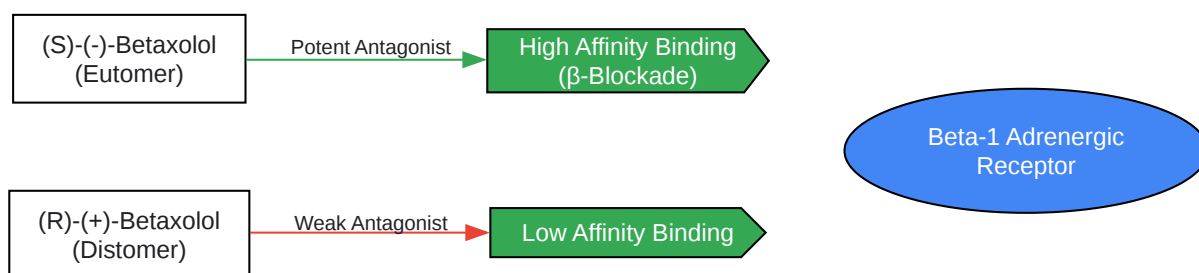 (S)-(-)-Betaxolol
(Eutomer)
Potent Antagonist
High Affinity Binding
(β-Blockade)
Beta-1 Adrenergic
Receptor
(R)-(+)-Betaxolol
(Distomer)
Weak Antagonist
Low Affinity Binding